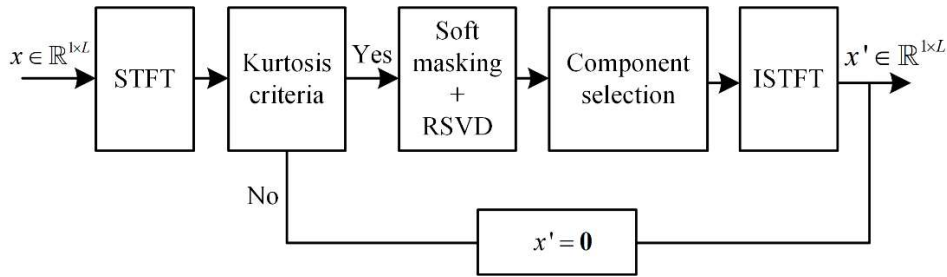 x ∈ ℝ^{1×L}
STFT
Kurtosis
criteria
Yes
Soft
masking
+
RSVD
Component
selection
ISTFT
x' ∈ ℝ^{1×L}
No
x' = 0